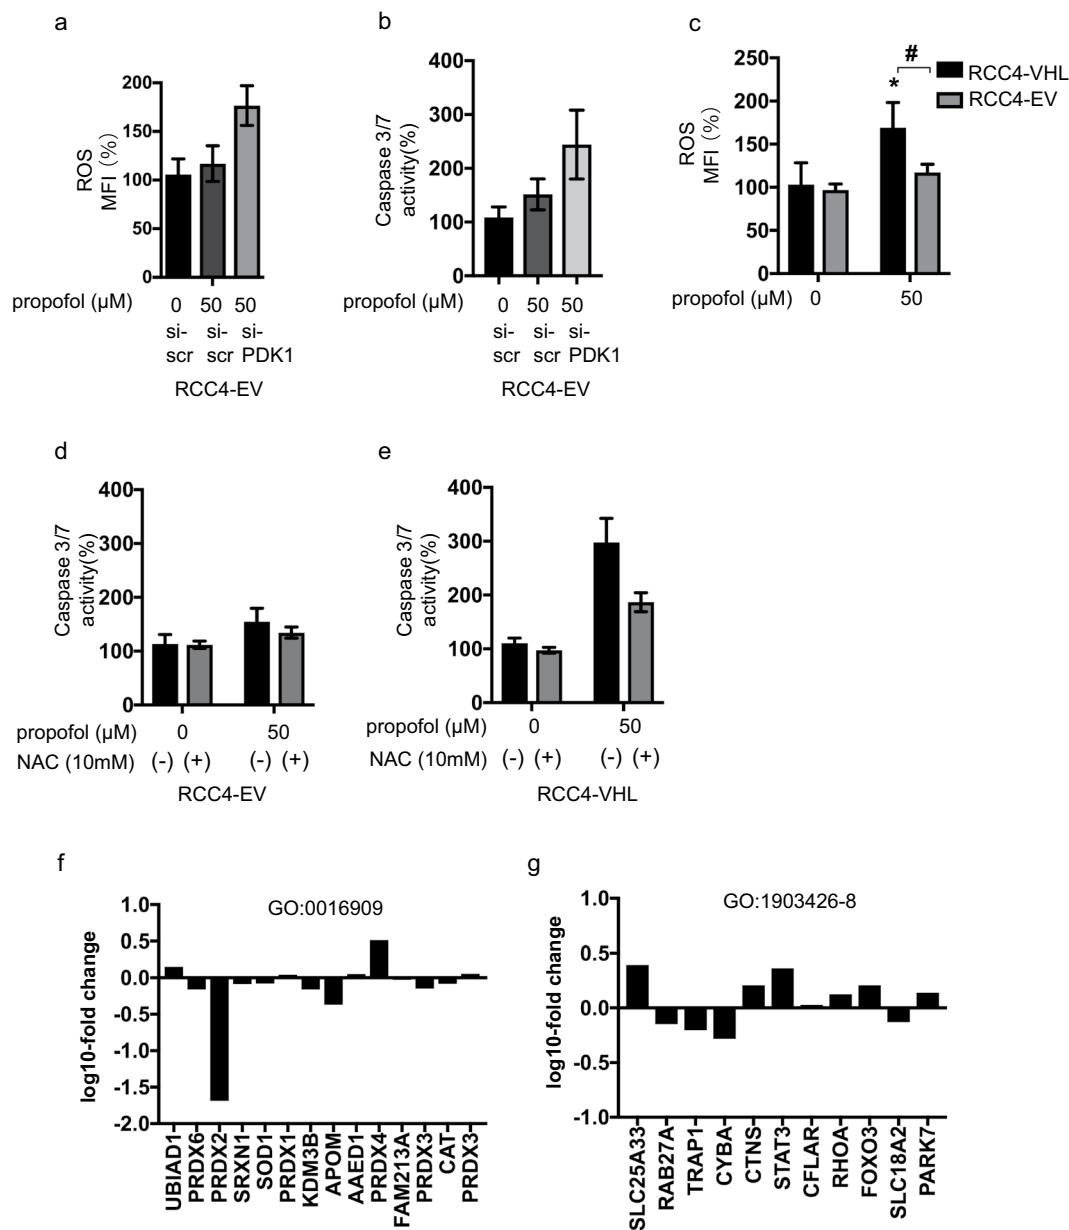 a
200
150
100
50
0
ROS
MFI (%)
propofol (μM) 0 50 50
si- si- si-
scr scr PDK1
RCC4-EV
b
400
300
200
100
0
Caspase 3/7
activity(%)
propofol (μM) 0 50 50
si- si- si-
scr scr PDK1
RCC4-EV
c
250
200
150
100
50
0
ROS
MFI (%)
* #
RCC4-VHL
RCC4-EV
propofol (μM) 0 50
d
400
300
200
100
0
Caspase 3/7
activity(%)
propofol (μM) 0 50
NAC (10mM) (-) (+) (-) (+)
RCC4-EV
e
400
300
200
100
0
Caspase 3/7
activity(%)
propofol (μM) 0 50
NAC (10mM) (-) (+) (-) (+)
RCC4-VHL
f
GO:0016909
1.0
0.5
0.0
-0.5
-1.0
-1.5
-2.0
log10-fold change
UBIAD1
PRDX6
PRDX2
SRXN1
SOD1
PRDX1
KDM3B
APOM
AAED1
PRDX4
FAM213A
PRDX3
CAT
PRDX3
g
GO:1903426-8
1.0
0.5
0.0
-0.5
-1.0
log10-fold change
SLC25A33
RAB27A
TRAP1
CYBA
CTNS
STAT3
CFLAR
RHOA
FOXO3
SLC18A2
PARK7